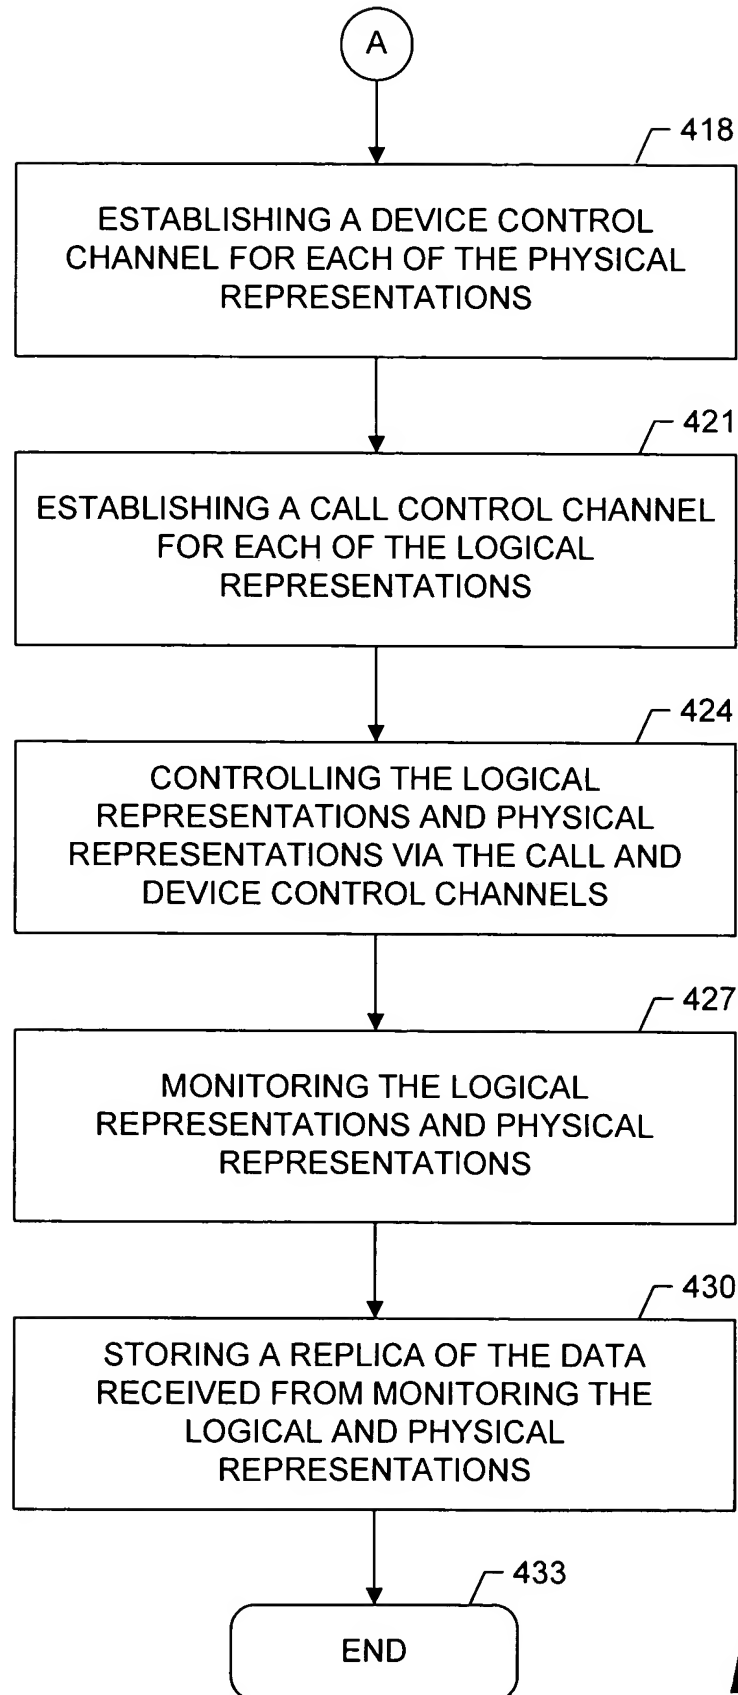 A
418
ESTABLISHING A DEVICE CONTROL
CHANNEL FOR EACH OF THE PHYSICAL
REPRESENTATIONS
421
ESTABLISHING A CALL CONTROL CHANNEL
FOR EACH OF THE LOGICAL
REPRESENTATIONS
424
CONTROLLING THE LOGICAL
REPRESENTATIONS AND PHYSICAL
REPRESENTATIONS VIA THE CALL AND
DEVICE CONTROL CHANNELS
427
MONITORING THE LOGICAL
REPRESENTATIONS AND PHYSICAL
REPRESENTATIONS
430
STORING A REPLICA OF THE DATA
RECEIVED FROM MONITORING THE
LOGICAL AND PHYSICAL
REPRESENTATIONS
433
END